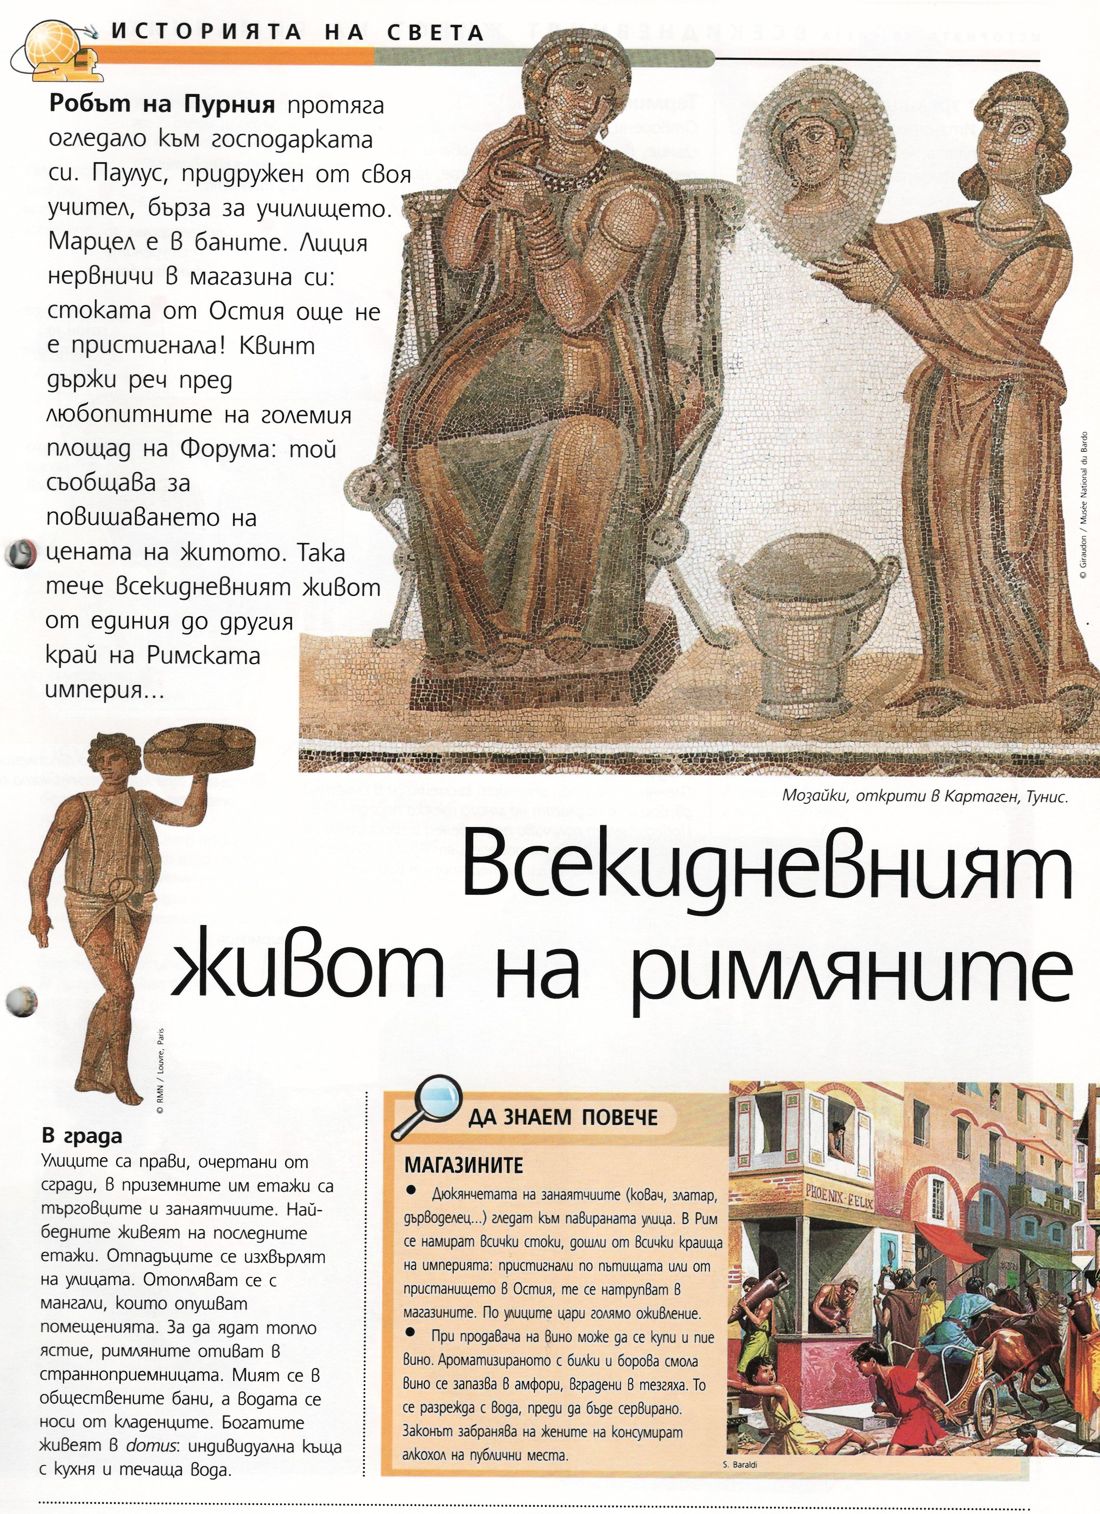 ИСТОРИЯТА НА СВЕТА
Робът на Пурния протяга
огледало към господарката
си. Паулус, придружен от своя
учител, бърза за училището.
Марцел е в баните. Лиция
нервничи в магазина си:
стоката от Остия още не
е пристигнала! Квинт
държи реч пред
любопитните на големия
площад на Форума: той
съобщава за
повишаването на
цената на житото. Така
тече всекидневният живот
от единия до другия
край на Римската
империя...
© Giraudon / Musée National du Bardo
Мозайки, открити в Картаген, Тунис.
Всекидневният
живот на римляните
© RMN / Louvre, Paris
В града
Улиците са прави, очертани от
сгради, в приземните им етажи са
търговците и занаятчиите. Най-
бедните живеят на последните
етажи. Отпадъците се изхвърлят
на улицата. Отопляват се с
мангали, които опушват
помещенията. За да ядат топло
ястие, римляните отиват в
странноприемницата. Мият се в
обществените бани, а водата се
носи от кладенците. Богатите
живеят в domus: индивидуална къща
с кухня и течаща вода.
ДА ЗНАЕМ ПОВЕЧЕ
МАГАЗИНИТЕ
• Дюкянчетата на занаятчиите (ковач, златар,
дърводелец...) гледат към павираната улица. В Рим
се намират всички стоки, дошли от всички краища
на империята: пристигнали по пътищата или от
пристанището в Остия, те се натрупват в
магазините. По улиците цари голямо оживление.
• При продавача на вино може да се купи и пие
вино. Ароматизираното с билки и борова смола
вино се запазва в амфори, вградени в тезгяха. То
се разрежда с вода, преди да бъде сервирано.
Законът забранява на жените на консумират
алкохол на публични места.
PHOENIX-FELIX
S. Baraldi